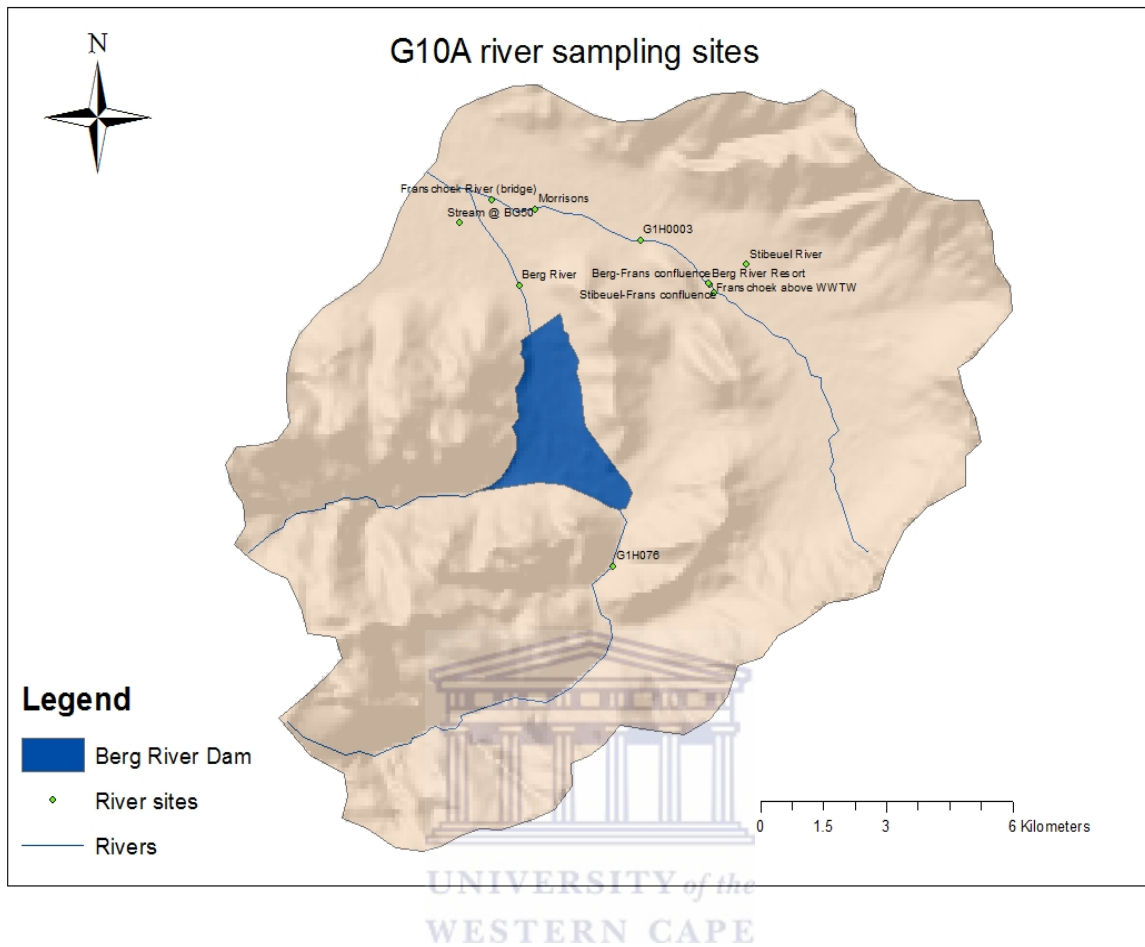 N
G10A river sampling sites
Franschoek River (bridge)
Morrisons
Stream @ BG50
G1H0003
Stibeuel River
Berg River
Berg-Frans confluence
Berg River Resort
Stibeuel-Frans confluence
Franschoek above WWTW
G1H076
Legend
Berg River Dam
River sites
Rivers
0 1.5 3 6 Kilometers
UNIVERSITY of the
WESTERN CAPE